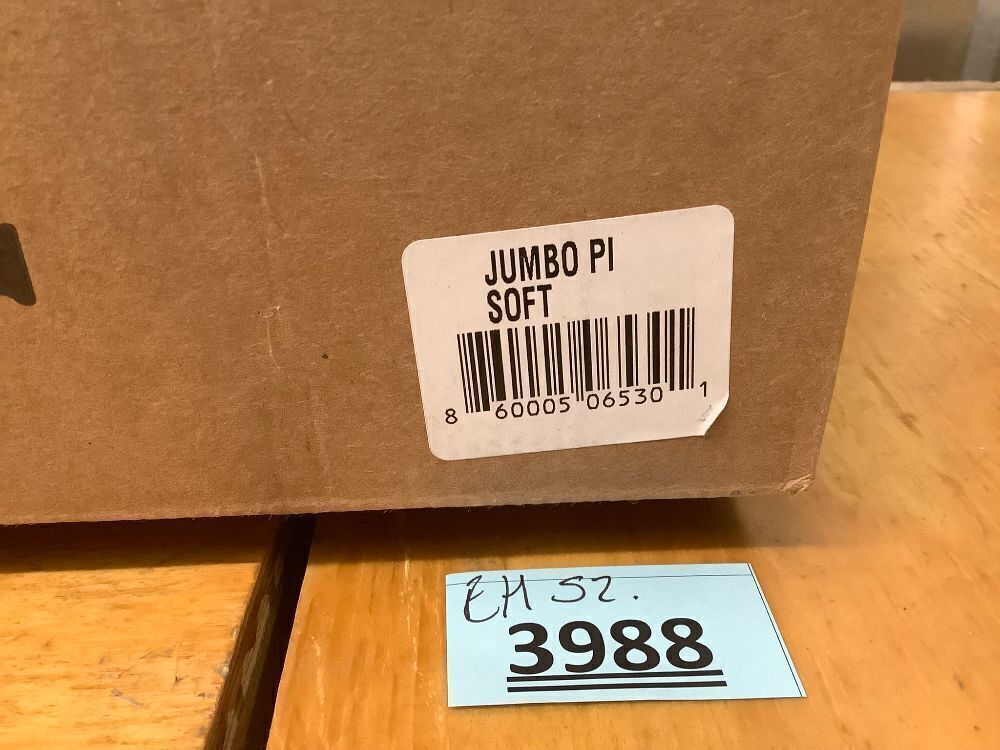 JUMBO PI
SOFT
8 60005 06530 1
EH 52.
3988